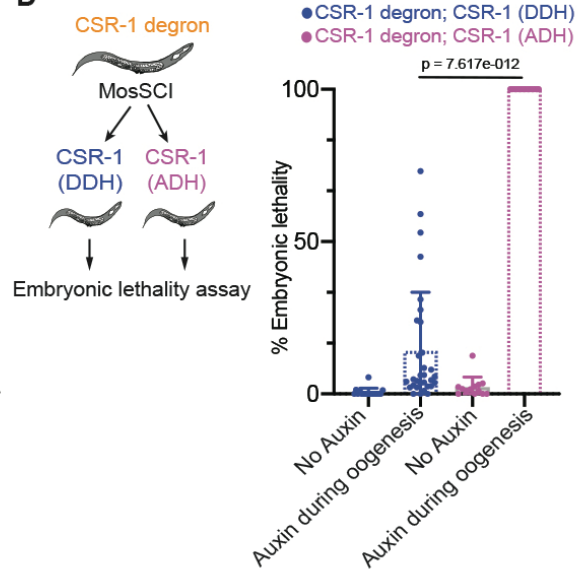 CSR-1 degron
MosSCI
CSR-1
(DDH)
CSR-1
(ADH)
Embryonic lethality assay
CSR-1 degron; CSR-1 (DDH)
CSR-1 degron; CSR-1 (ADH)
p = 7.617e-012
% Embryonic lethality
100
50
0
No Auxin
Auxin during oogenesis
No Auxin
Auxin during oogenesis